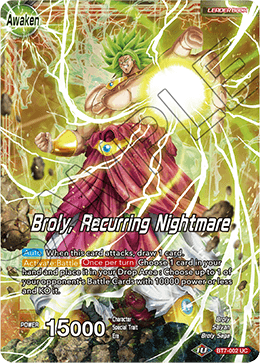 Awaken
LEADER CARD
Broly, Recurring Nightmare
Auto When this card attacks, draw 1 card.
Activate Battle Once per turn Choose 1 card in your
hand and place it in your Drop Area : Choose up to 1 of
your opponent's Battle Cards with 10000 power or less
and KO it.
POWER 15000
Character Broly
Special Trait Saiyan
Era Broly Saga
BT7-002 UC